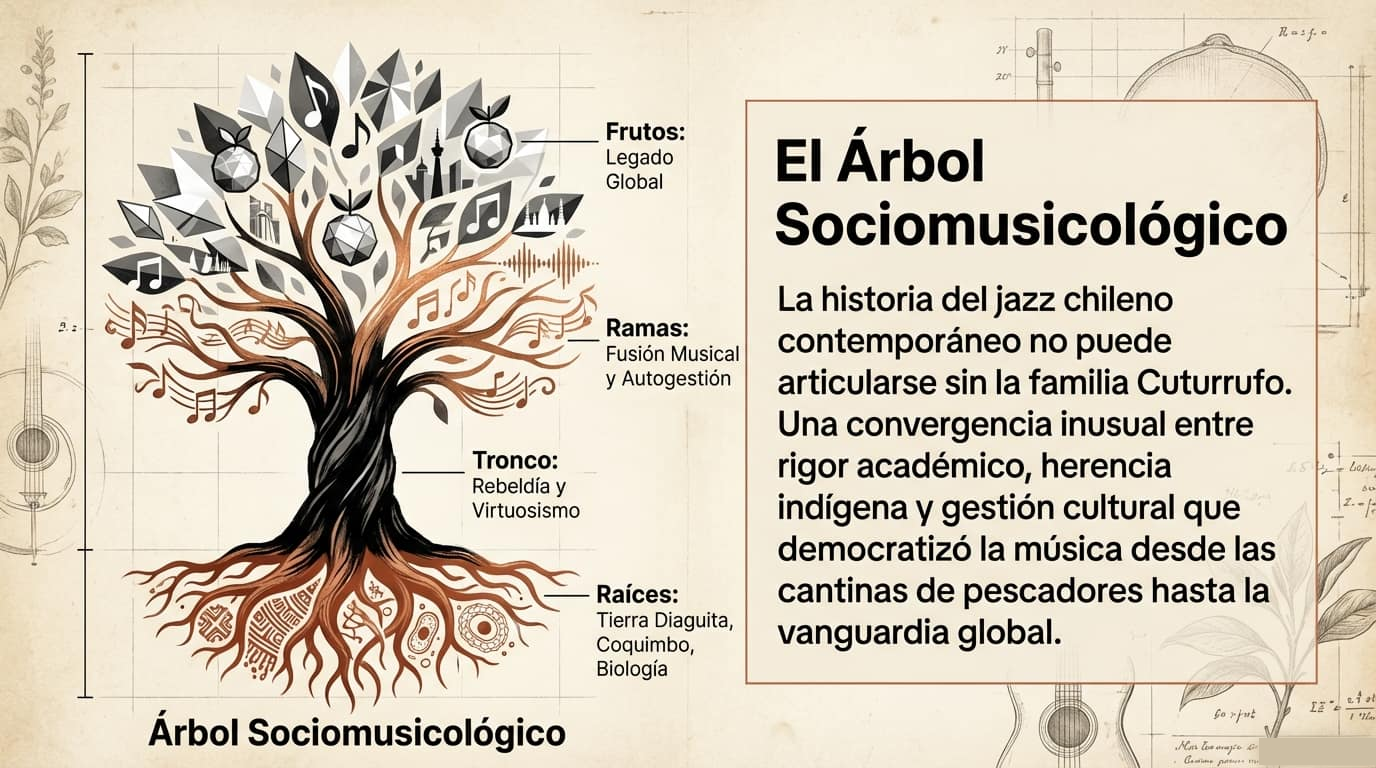 Frutos:
Legado
Global
Ramas:
Fusión Musical
y Autogestión
Tronco:
Rebeldía y
Virtuosismo
Raíces:
Tierra Diaguita,
Coquimbo,
Biología
Árbol Sociomusicológico
El Árbol
Sociomusicológico
La historia del jazz chileno
contemporáneo no puede
articularse sin la familia Cuturrufo.
Una convergencia inusual entre
rigor académico, herencia
indígena y gestión cultural que
democratizó la música desde las
cantinas de pescadores hasta la
vanguardia global.